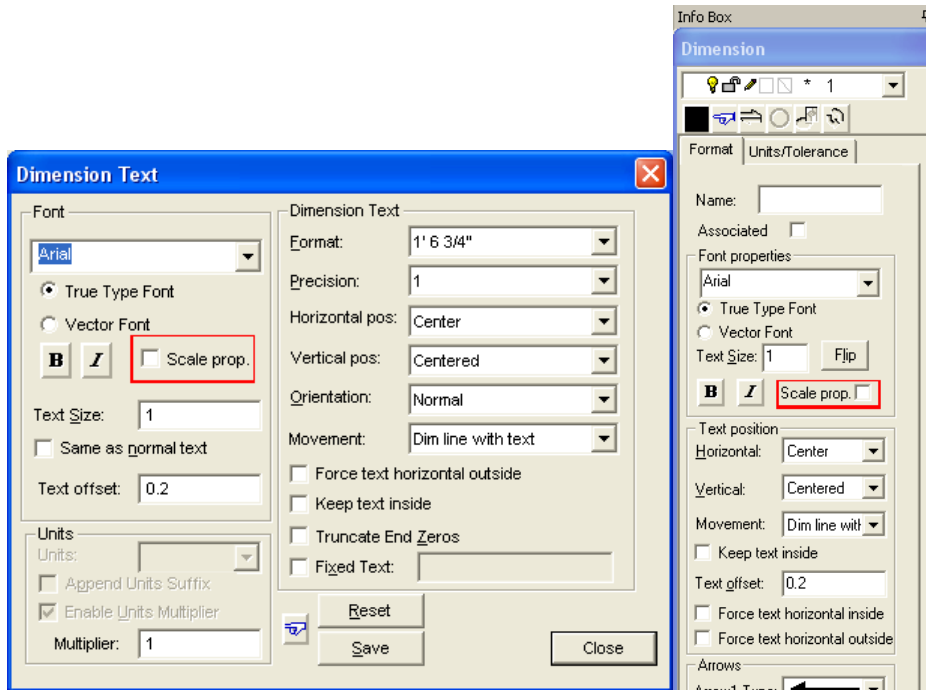 Info Box
Dimension
* 1
Format Units/Tolerance
Name:
Associated
Font properties
Arial
True Type Font
Vector Font
Text Size: 1 Flip
B I Scale prop.
Text position
Horizontal: Center
Vertical: Centered
Movement: Dim line with
Keep text inside
Text offset: 0.2
Force text horizontal inside
Force text horizontal outside
Arrows
Arrow1 Type:
Dimension Text
Font
Arial
True Type Font
Vector Font
B I Scale prop.
Text Size: 1
Same as normal text
Text offset: 0.2
Units
Units:
Append Units Suffix
Enable Units Multiplier
Multiplier: 1
Dimension Text
Format: 1' 6 3/4"
Precision: 1
Horizontal pos: Center
Vertical pos: Centered
Orientation: Normal
Movement: Dim line with text
Force text horizontal outside
Keep text inside
Truncate End Zeros
Fixed Text:
Reset
Save
Close